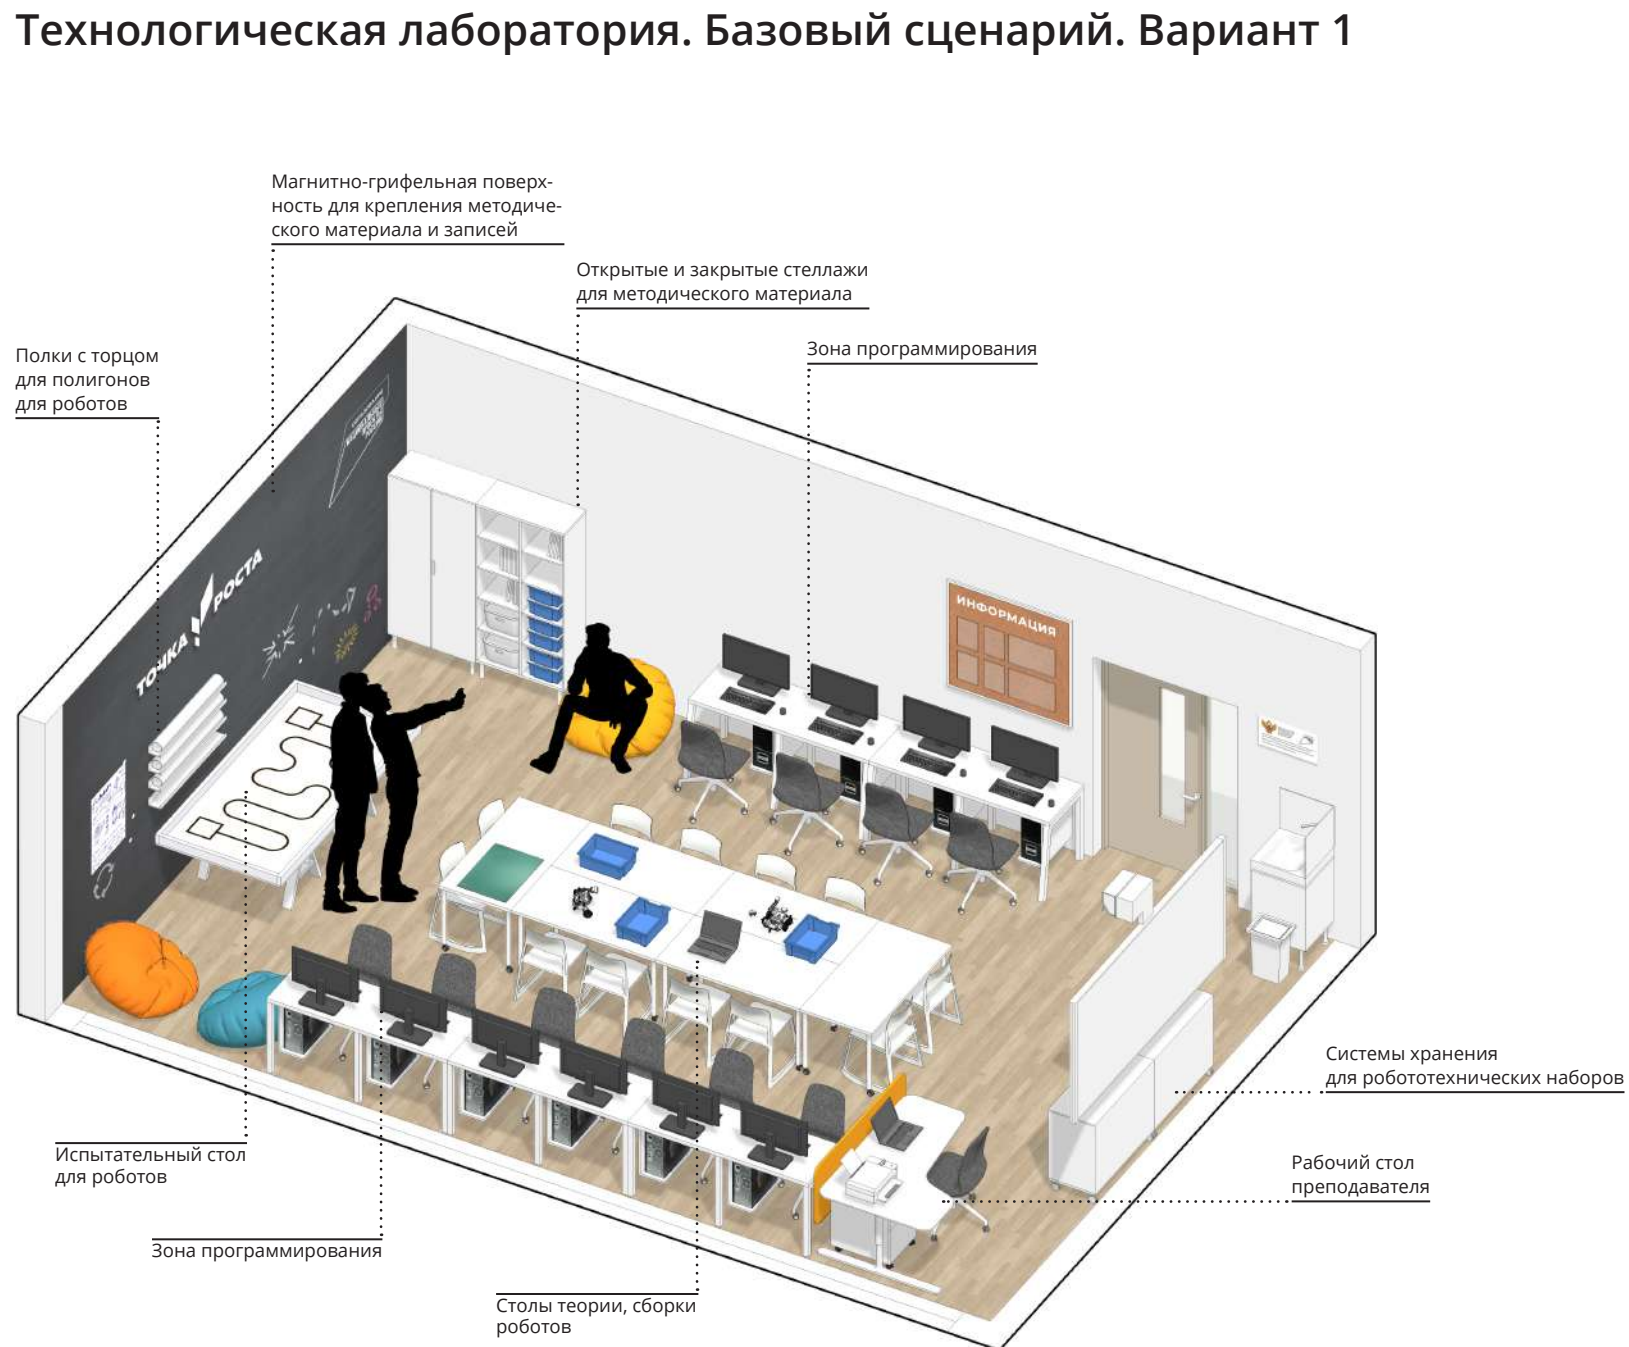 Технологическая лаборатория. Базовый сценарий. Вариант 1
Магнитно-грифельная поверх-
ность для крепления методиче-
ского материала и записей
Открытые и закрытые стеллажи
для методического материала
Зона программирования
Полки с торцом
для полигонов
для роботов
ТОЧКА РОСТА
ИНФОРМАЦИЯ
Системы хранения
для робототехнических наборов
Испытательный стол
для роботов
Рабочий стол
преподавателя
Зона программирования
Столы теории, сборки
роботов